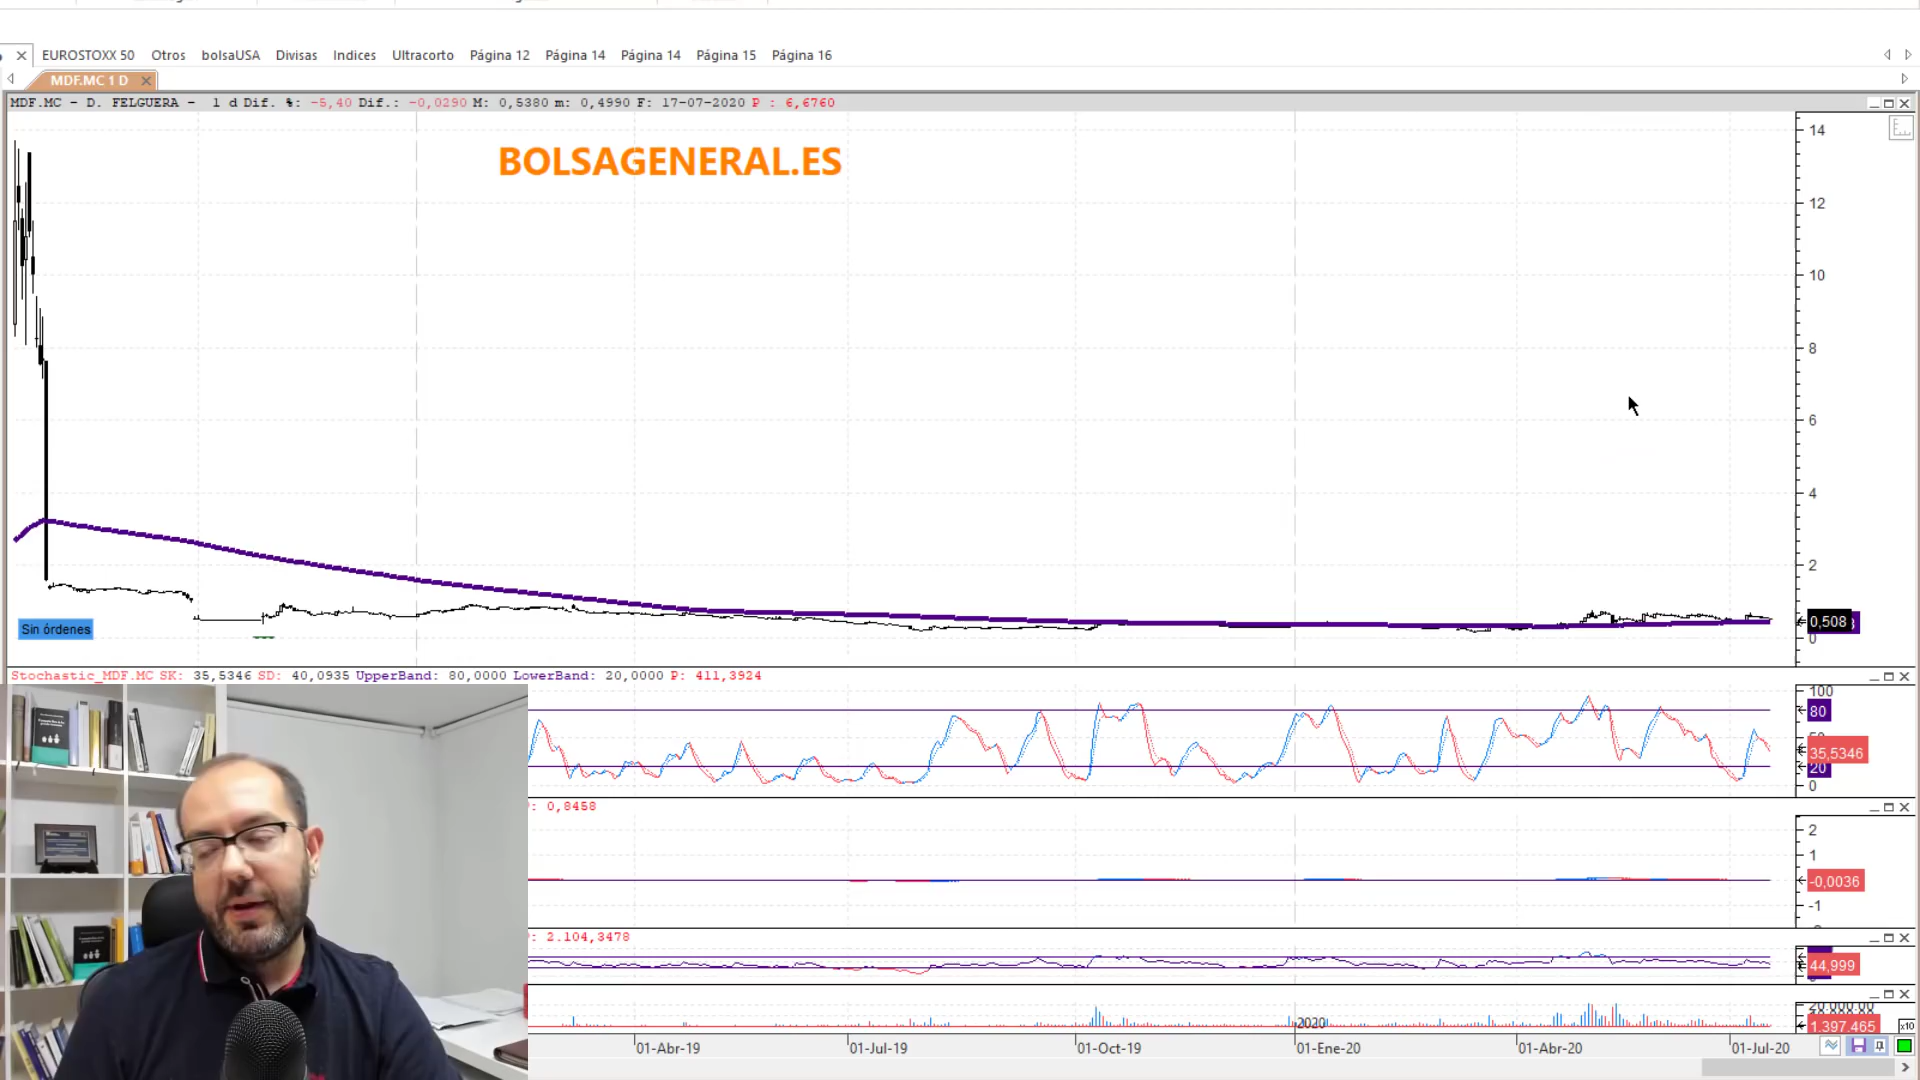 EUROSTOXX 50 Otros bolsaUSA Divisas Indices Ultracorto Página 12 Página 14 Página 14 Página 15 Página 16
MDF.MC 1 D
MDF.MC - D. FELGUERA - 1 d Dif. %: -5,40 Dif.: -0,0290 M: 0,5380 m: 0,4990 F: 17-07-2020 P : 6,6760
BOLSAGENERAL.ES
14
12
10
8
6
4
2
0,508
0
Sin órdenes
Stochastic_MDF.MC SK: 35,5346 SD: 40,0935 UpperBand: 80,0000 LowerBand: 20,0000 P: 411,3924
100
80
35,5346
20
0
: 0,8458
2
1
-0,0036
-1
: 2.104,3478
44,999
2020
1.397.465
x10
01-Abr-19 01-Jul-19 01-Oct-19 01-Ene-20 01-Abr-20 01-Jul-20